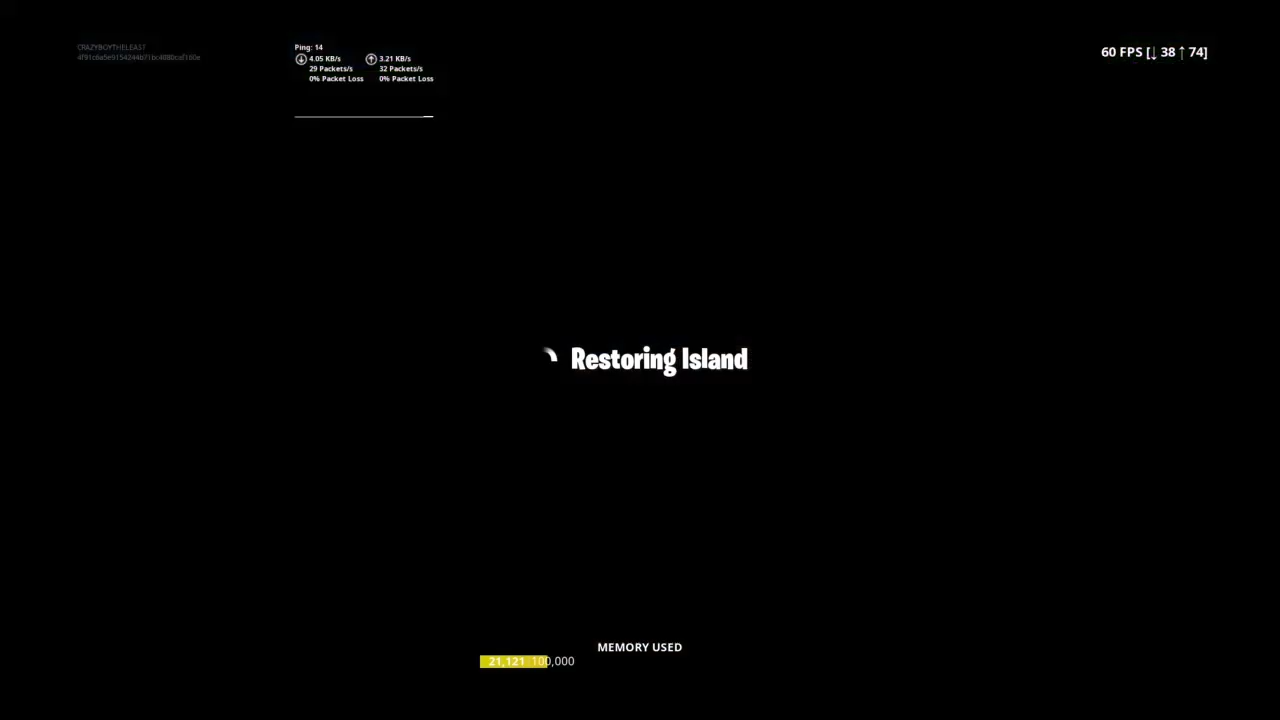 CRAZYBOYTHELEAST
Ping: 14
4.05 KB/s 3.21 KB/s
29 Packets/s 32 Packets/s
0% Packet Loss 0% Packet Loss
60 FPS [↓ 38 ↑ 74]
Restoring Island
MEMORY USED
21,121 100,000